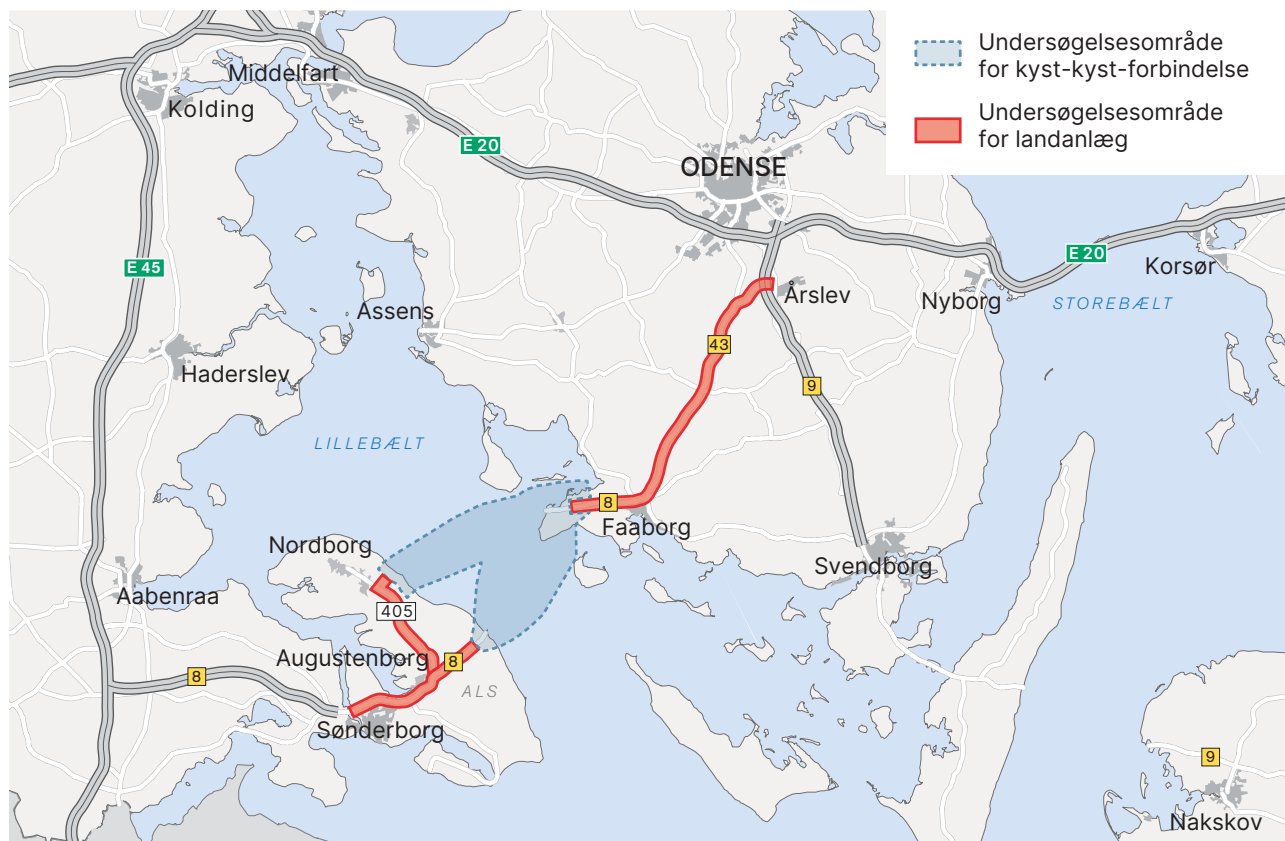 Undersøgelsesområde
for kyst-kyst-forbindelse
Undersøgelsesområde
for landanlæg
Middelfart
Kolding
E 20
ODENSE
E 45
E 20
Korsør
Årslev
Nyborg
STOREBÆLT
Assens
43
Haderslev
9
LILLEBÆLT
8
Faaborg
Nordborg
Svendborg
Aabenraa
405
Augustenborg
8
8
ALS
Sønderborg
9
Nakskov